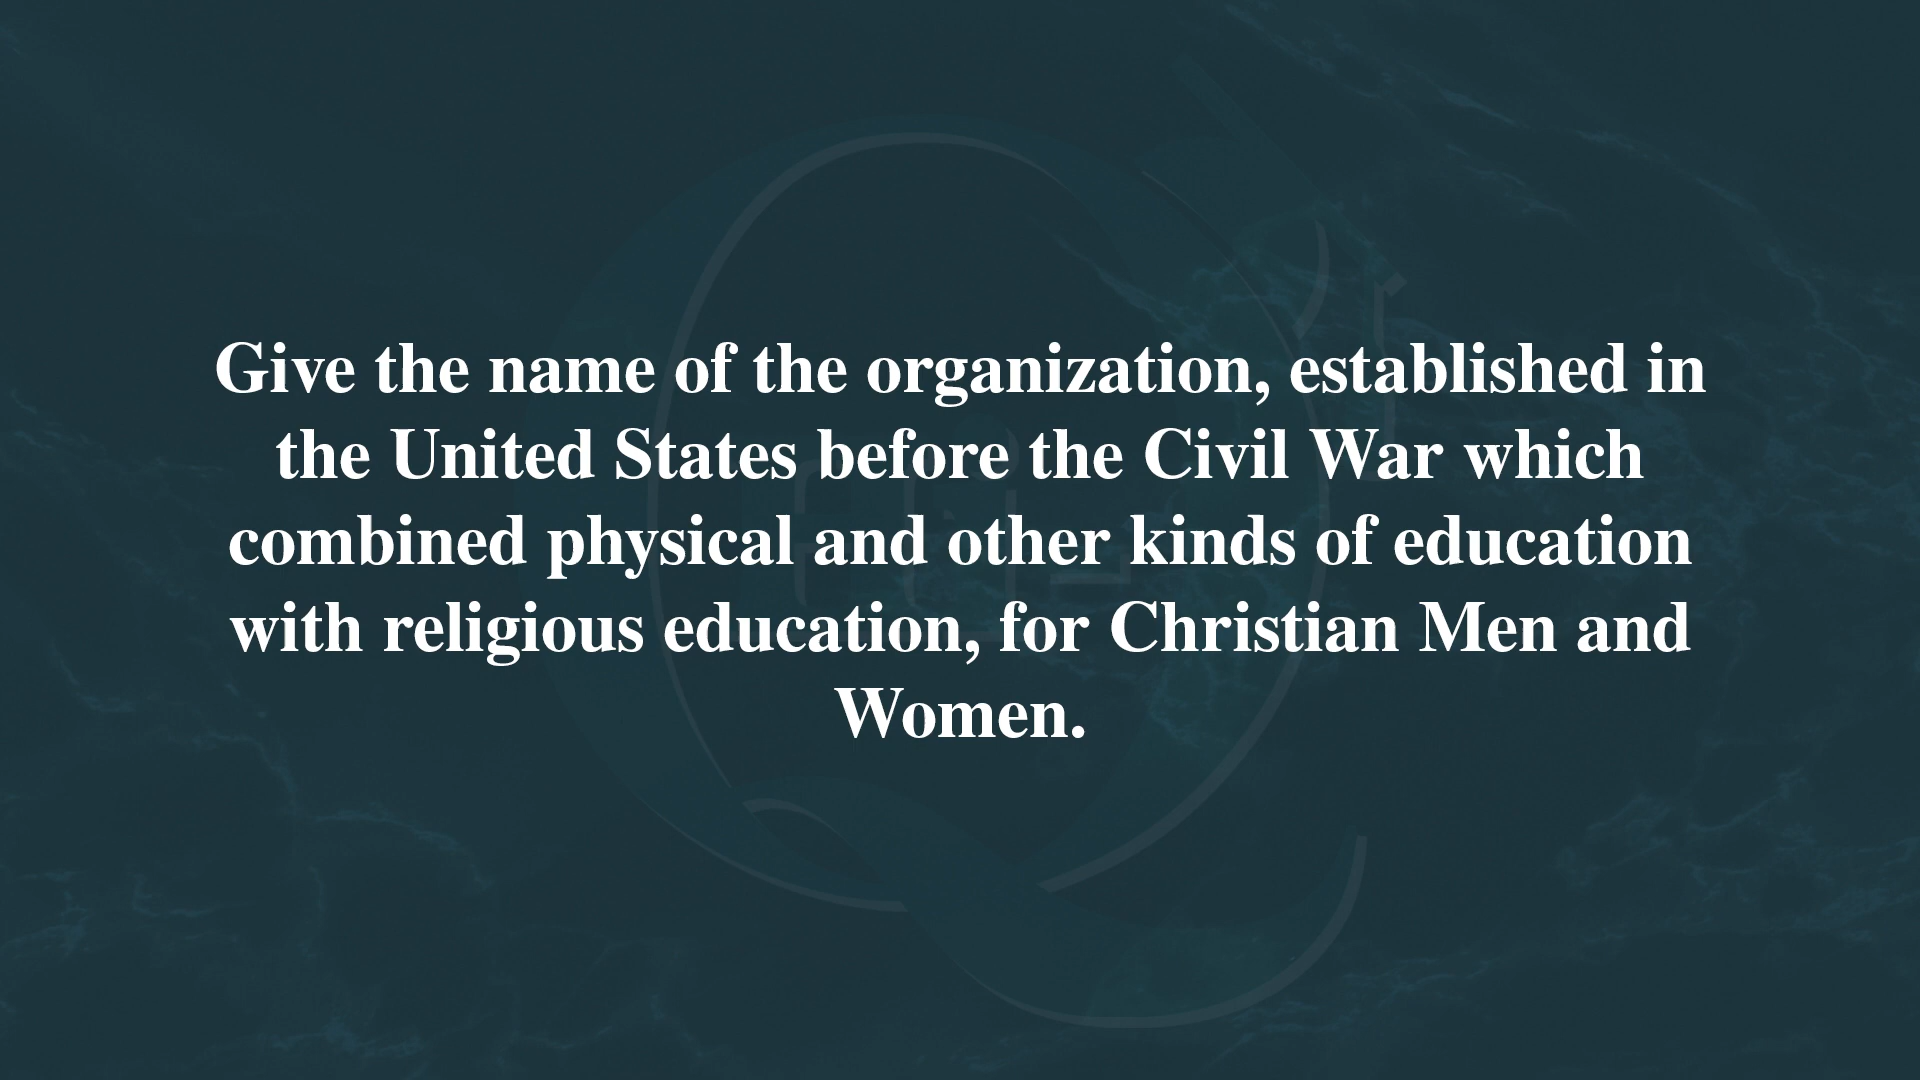 Give the name of the organization, established in
the United States before the Civil War which
combined physical and other kinds of education
with religious education, for Christian Men and
Women.